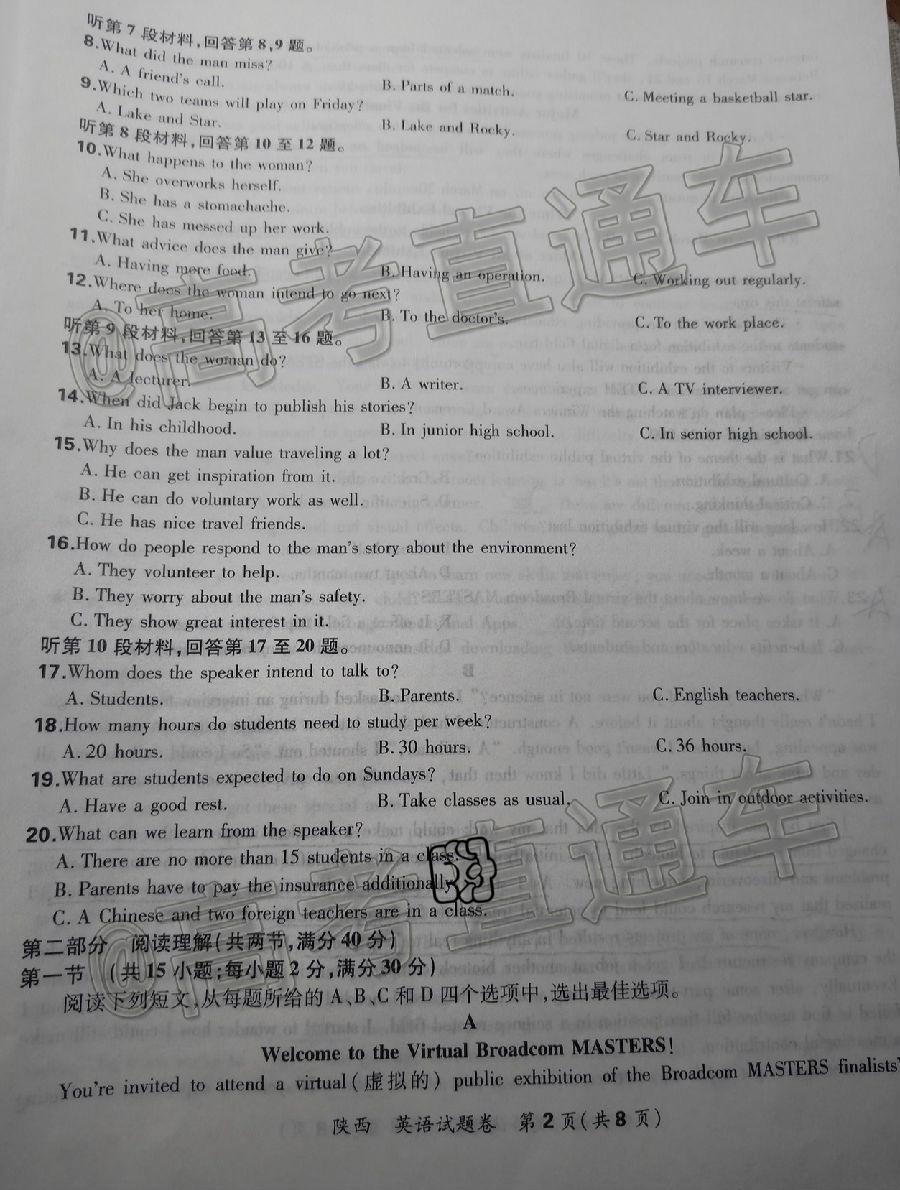 听第7段材料,回答第8,9题。
8.What did the man miss?
A. A friend's call. B. Parts of a match. C. Meeting a basketball star.
9.Which two teams will play on Friday?
A. Lake and Star. B. Lake and Rocky. C. Star and Rocky.
听第8段材料,回答第10至12题。
10.What happens to the woman?
A. She overworks herself.
B. She has a stomachache.
C. She has messed up her work.
11.What advice does the man give?
A. Having more food. B. Having an operation. C. Working out regularly.
12.Where does the woman intend to go next?
A. To her home. B. To the doctor's. C. To the work place.
听第9段材料,回答第13至16题。
13.What does the woman do?
A. A lecturer. B. A writer. C. A TV interviewer.
14.When did Jack begin to publish his stories?
A. In his childhood. B. In junior high school. C. In senior high school.
15.Why does the man value traveling a lot?
A. He can get inspiration from it.
B. He can do voluntary work as well.
C. He has nice travel friends.
16.How do people respond to the man's story about the environment?
A. They volunteer to help.
B. They worry about the man's safety.
C. They show great interest in it.
听第10段材料,回答第17至20题。
17.Whom does the speaker intend to talk to?
A. Students. B. Parents. C. English teachers.
18.How many hours do students need to study per week?
A. 20 hours. B. 30 hours. C. 36 hours.
19.What are students expected to do on Sundays?
A. Have a good rest. B. Take classes as usual. C. Join in outdoor activities.
20.What can we learn from the speaker?
A. There are no more than 15 students in a class.
B. Parents have to pay the insurance additionally.
C. A Chinese and two foreign teachers are in a class.
第二部分 阅读理解(共两节,满分40分)
第一节 (共15小题;每小题2分,满分30分)
阅读下列短文,从每题所给的A、B、C和D四个选项中,选出最佳选项。
A
Welcome to the Virtual Broadcom MASTERS!
You're invited to attend a virtual(虚拟的) public exhibition of the Broadcom MASTERS finalists'
陕西 英语试题卷 第2页(共8页)
@高考直通车
@高考直通车